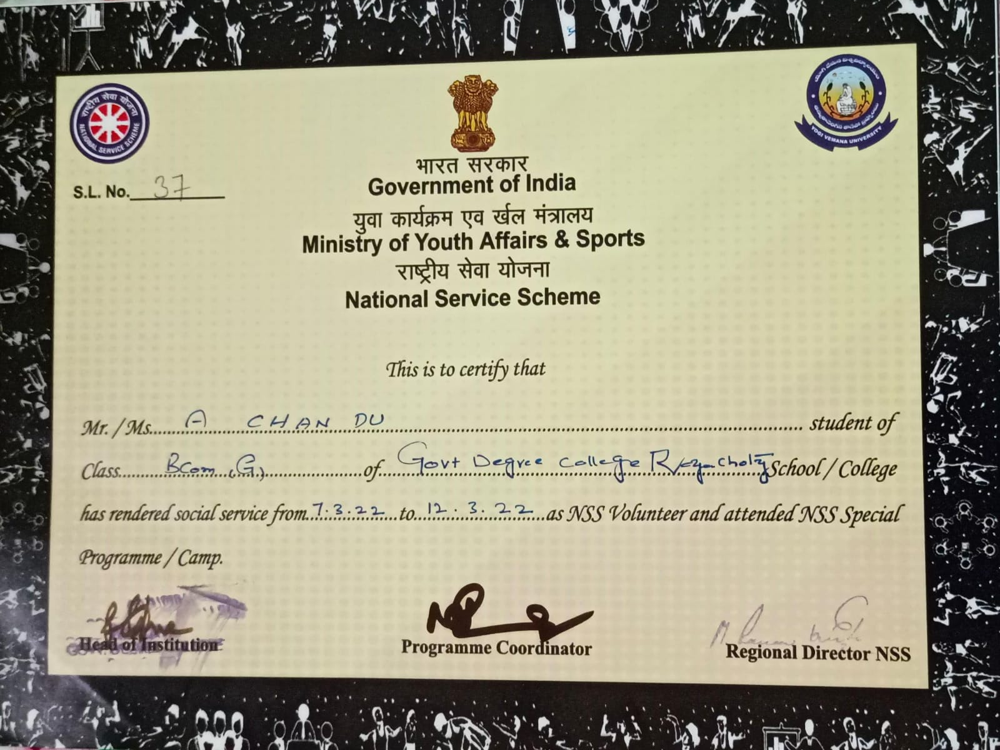 राष्ट्रीय सेवा योजना
NATIONAL SERVICE SCHEME
YOGI VEMANA UNIVERSITY
S.L. No. 37
भारत सरकार
Government of India
युवा कार्यक्रम एव र्खल मंत्रालय
Ministry of Youth Affairs & Sports
राष्ट्रीय सेवा योजना
National Service Scheme
This is to certify that
Mr. / Ms. A CHANDU student of
Class BCom (G) of Govt Degree College Rayachoty School / College
has rendered social service from 7.3.22 to 12.3.22 as NSS Volunteer and attended NSS Special
Programme / Camp.
Head of Institution
Programme Coordinator
Regional Director NSS